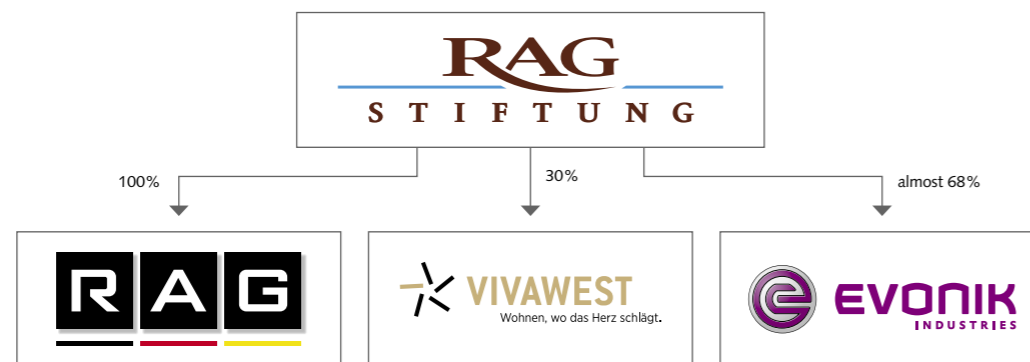 RAG
STIFTUNG
100%
30%
almost 68%
RAG
VIVAWEST
Wohnen, wo das Herz schlägt.
EVONIK
INDUSTRIES